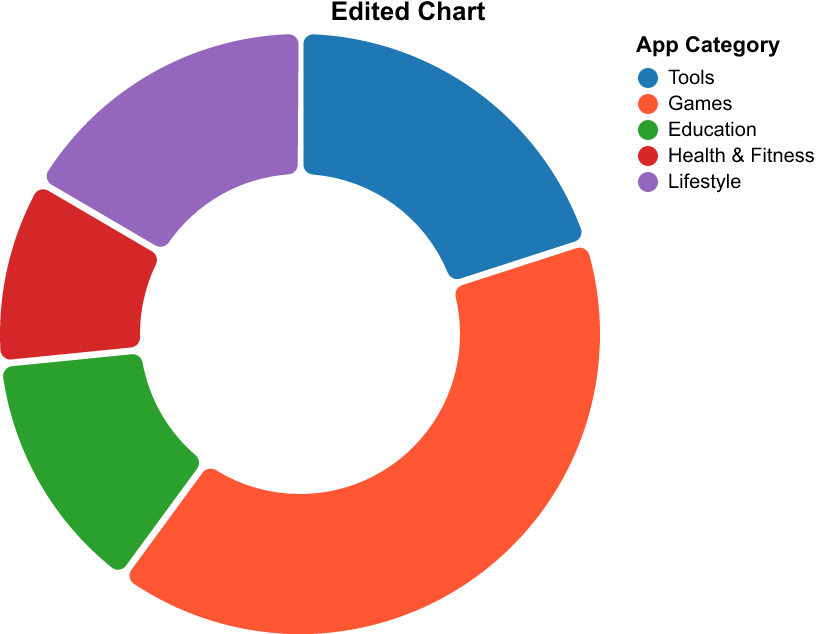 Edited Chart
App Category
Tools
Games
Education
Health & Fitness
Lifestyle